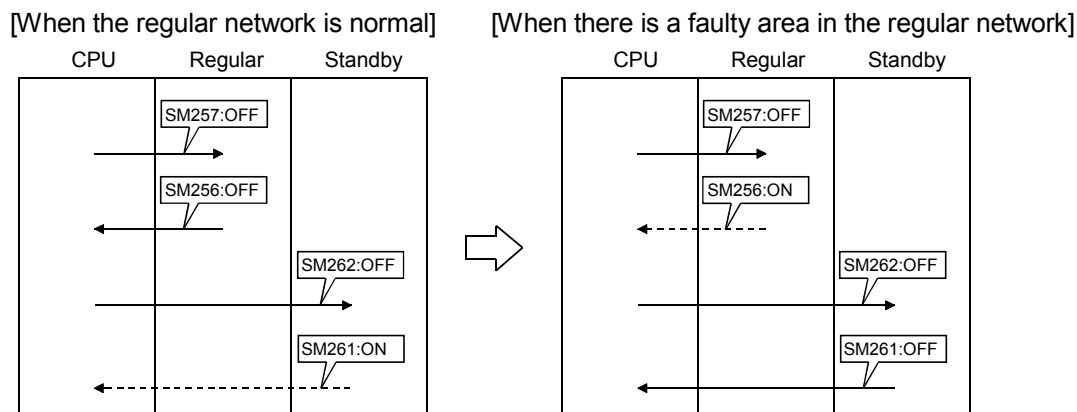 [When the regular network is normal]
CPU Regular Standby
SM257:OFF
SM256:OFF
SM262:OFF
SM261:ON
[When there is a faulty area in the regular network]
CPU Regular Standby
SM257:OFF
SM256:ON
SM262:OFF
SM261:OFF